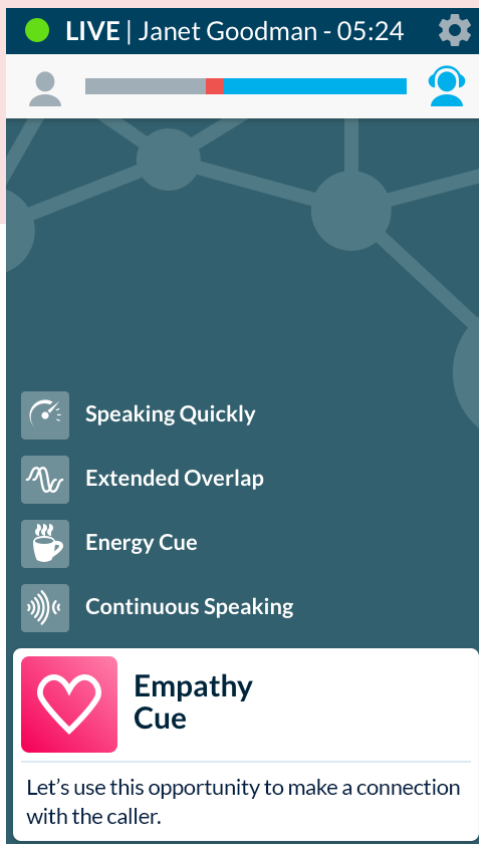 LIVE | Janet Goodman - 05:24
Speaking Quickly
Extended Overlap
Energy Cue
Continuous Speaking
Empathy
Cue
Let’s use this opportunity to make a connection
with the caller.